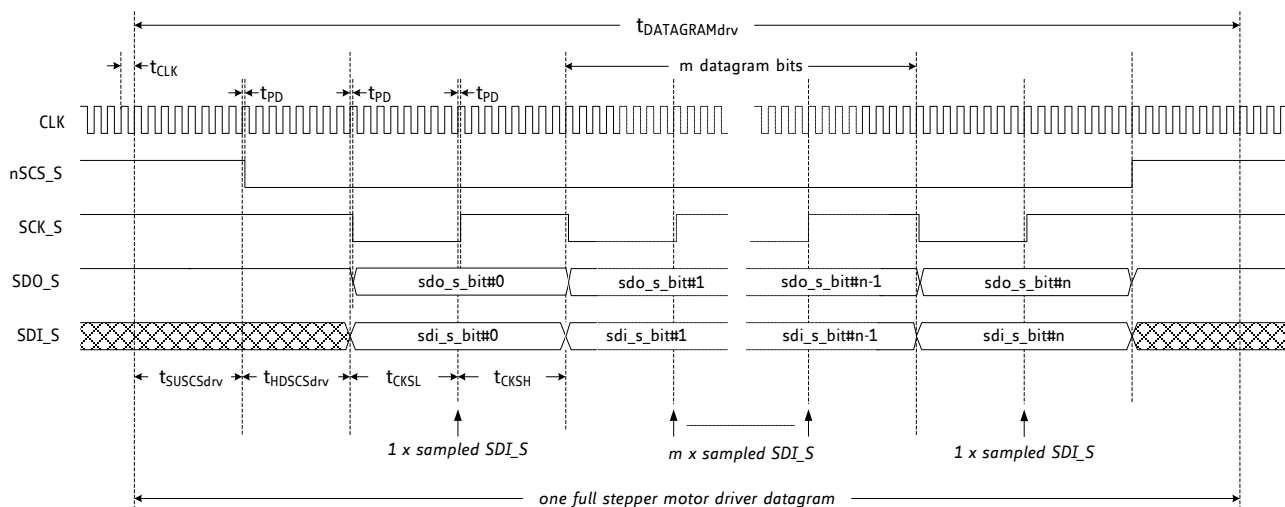 tDATAGRAMdrv
tCLK
m datagram bits
tPD tPD tPD
CLK
nSCS_S
SCK_S
SDO_S sdo_s_bit#0 sdo_s_bit#1 sdo_s_bit#n-1 sdo_s_bit#n
SDI_S sdi_s_bit#0 sdi_s_bit#1 sdi_s_bit#n-1 sdi_s_bit#n
tSUSCSdrv tHDSCSdrv tCKSL tCKSH
1 x sampled SDI_S m x sampled SDI_S 1 x sampled SDI_S
one full stepper motor driver datagram